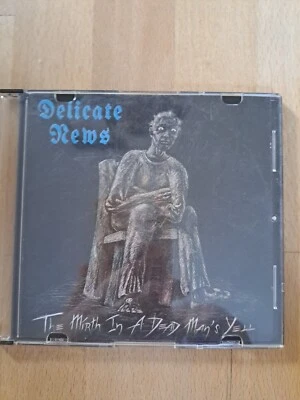 Delicate
News
The Mirth In A Dead Man's Yell